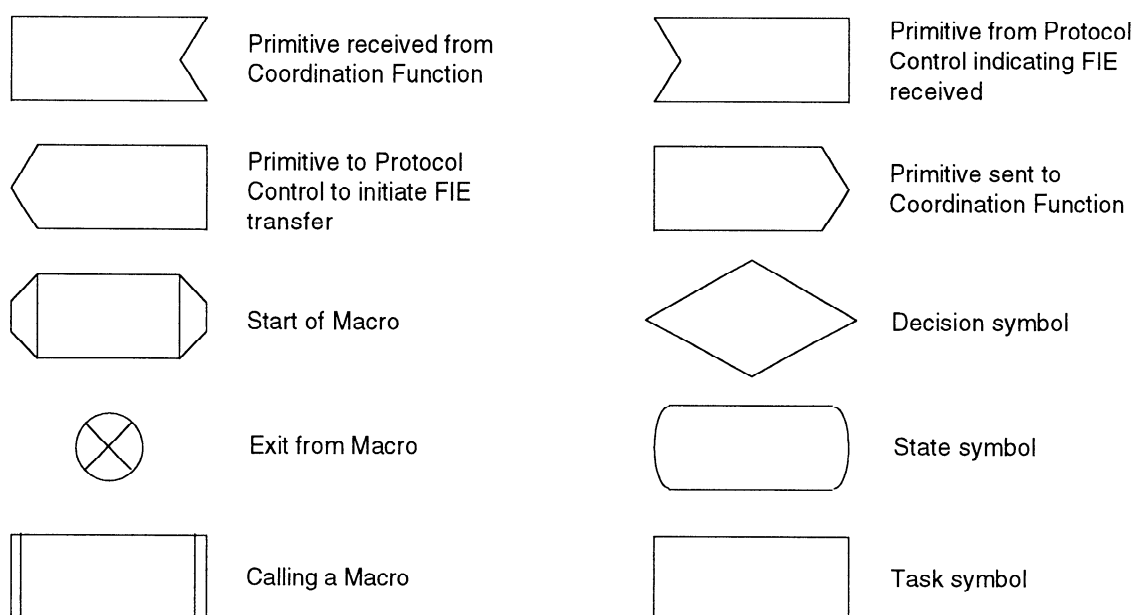 Primitive received from
Coordination Function
Primitive from Protocol
Control indicating FIE
received
Primitive to Protocol
Control to initiate FIE
transfer
Primitive sent to
Coordination Function
Start of Macro
Decision symbol
Exit from Macro
State symbol
Calling a Macro
Task symbol